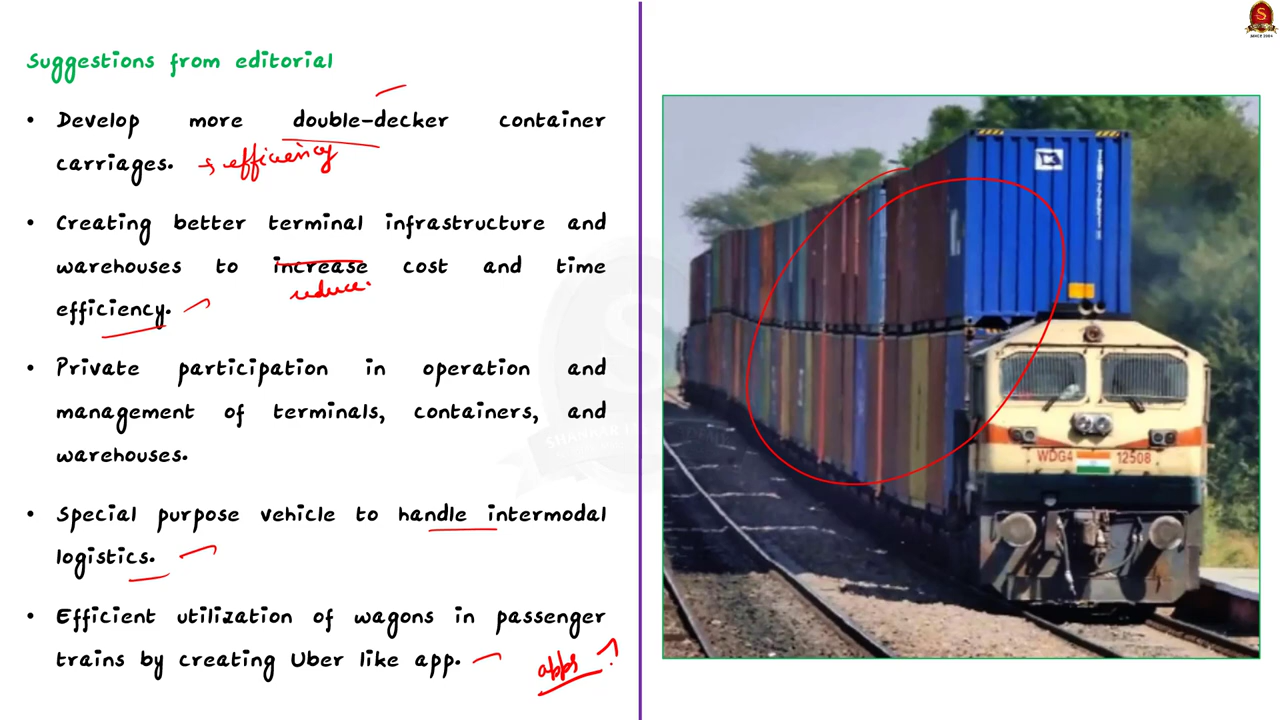 Suggestions from editorial
• Develop more double-decker container
carriages. → efficiency
• Creating better terminal infrastructure and
warehouses to increase cost and time
reduce.
efficiency.
• Private participation in operation and
management of terminals, containers, and
warehouses.
• Special purpose vehicle to handle intermodal
logistics.
• Efficient utilization of wagons in passenger
trains by creating Uber like app.
apps
S
SINCE 2004
WDG4 12508